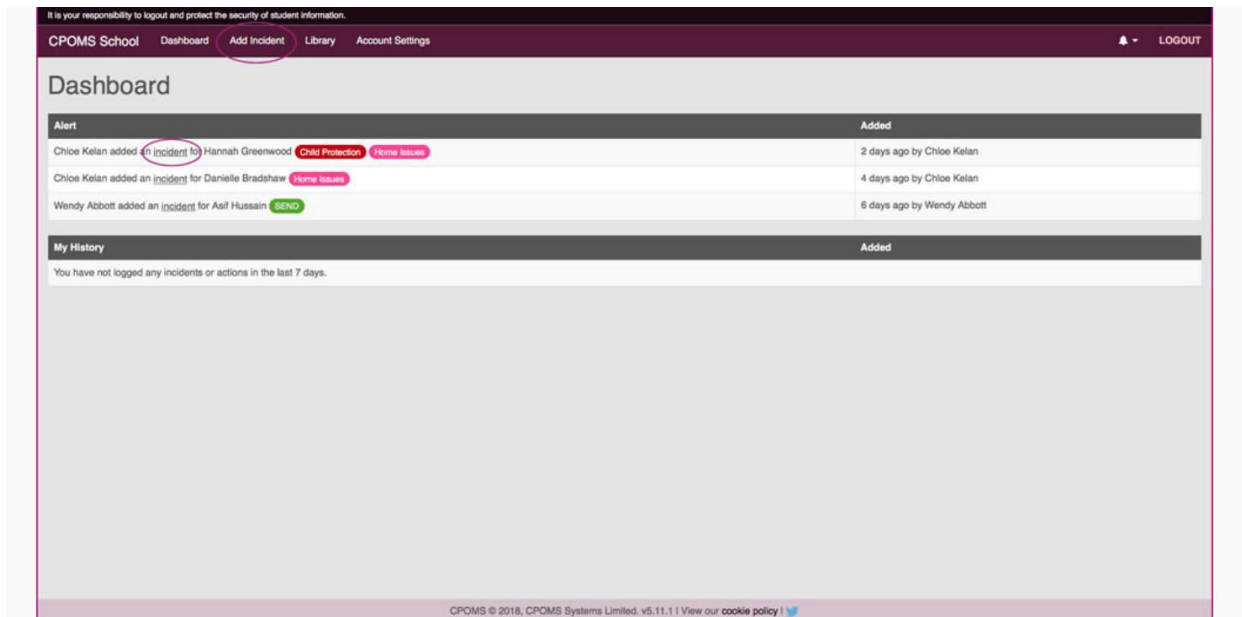 It is your responsibility to logout and protect the security of student information.
CPOMS School Dashboard Add Incident Library Account Settings LOGOUT
Dashboard
Alert Added
Chloe Kelan added an incident for Hannah Greenwood Child Protection Home Issues 2 days ago by Chloe Kelan
Chloe Kelan added an incident for Danielle Bradshaw Home Issues 4 days ago by Chloe Kelan
Wendy Abbott added an incident for Asif Hussain SEND 6 days ago by Wendy Abbott
My History Added
You have not logged any incidents or actions in the last 7 days.
CPOMS © 2018, CPOMS Systems Limited. v5.11.1 | View our cookie policy |